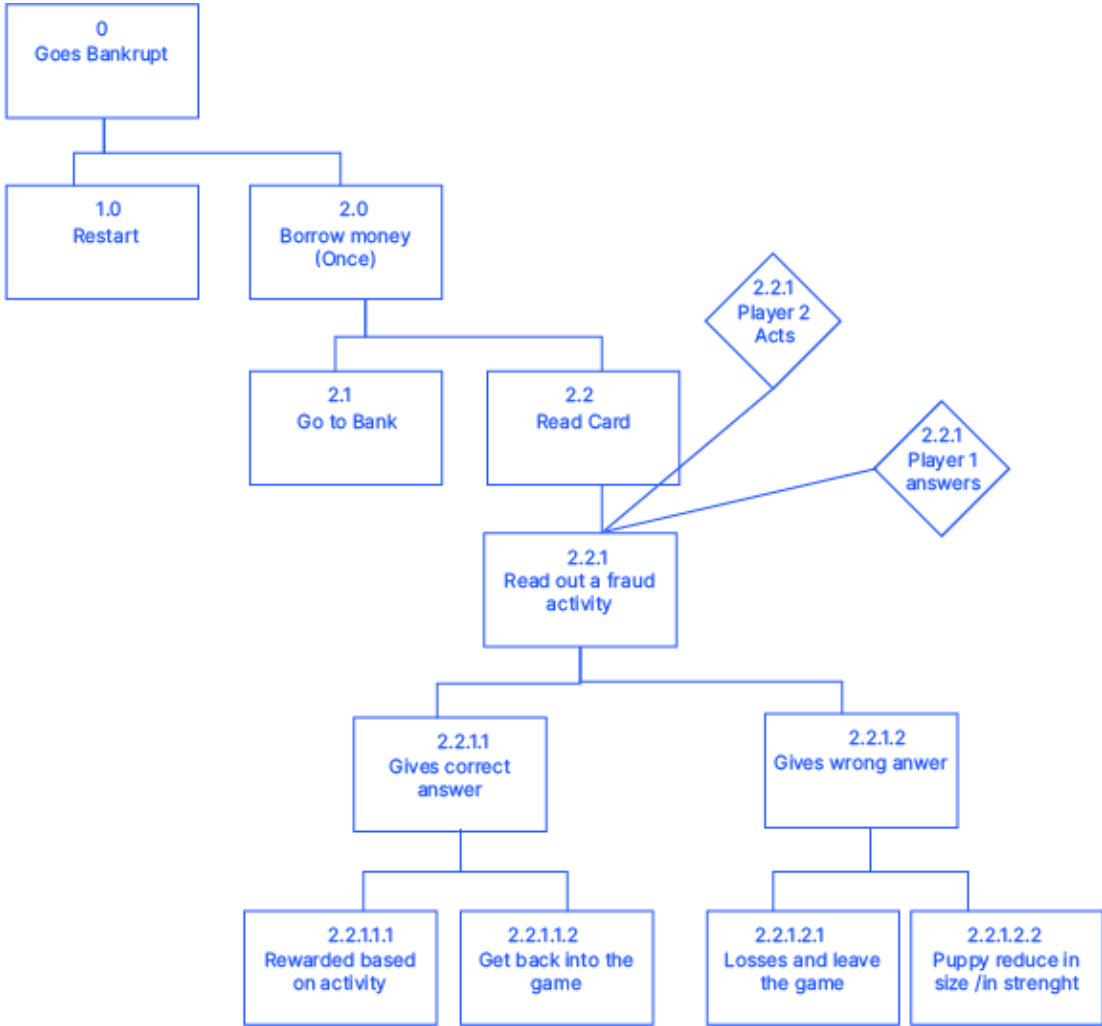 0
Goes Bankrupt
1.0
Restart
2.0
Borrow money
(Once)
2.2.1
Player 2
Acts
2.1
Go to Bank
2.2
Read Card
2.2.1
Player 1
answers
2.2.1
Read out a fraud
activity
2.2.1.1
Gives correct
answer
2.2.1.2
Gives wrong anwer
2.2.1.1.1
Rewarded based
on activity
2.2.1.1.2
Get back into the
game
2.2.1.2.1
Losses and leave
the game
2.2.1.2.2
Puppy reduce in
size /in strenght